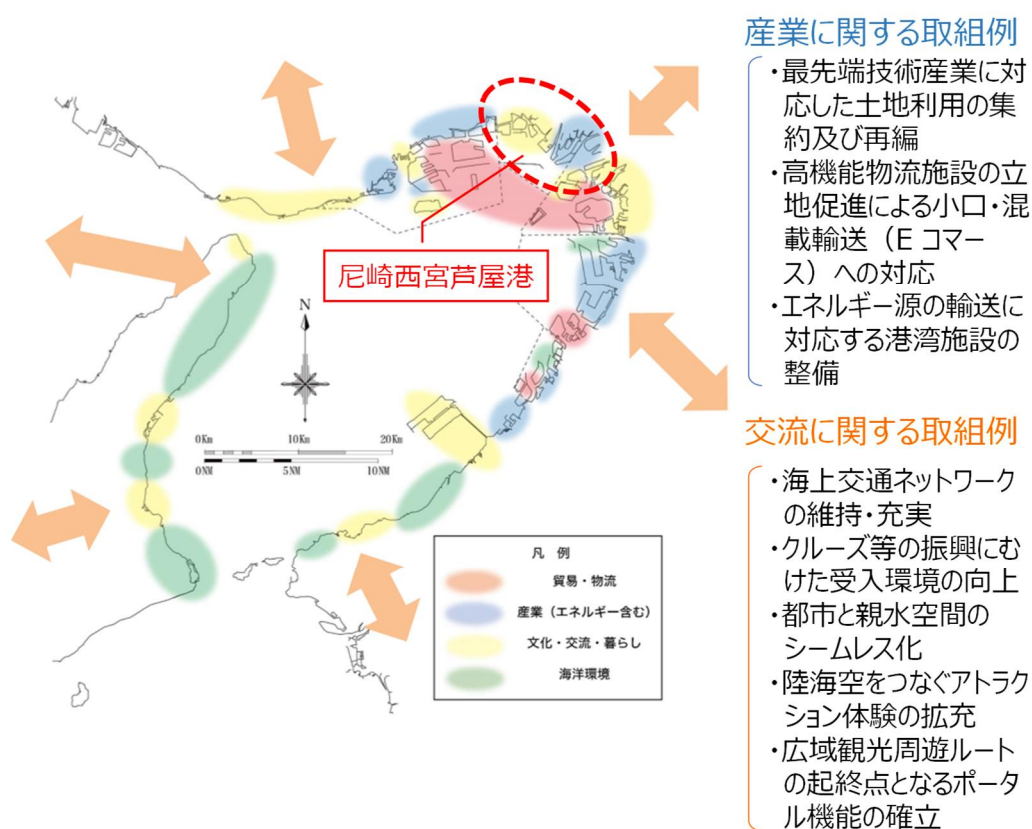 産業に関する取組例
・最先端技術産業に対
応した土地利用の集
約及び再編
・高機能物流施設の立
地促進による小口・混
載輸送（E コマー
ス）への対応
・エネルギー源の輸送に
対応する港湾施設の
整備
交流に関する取組例
・海上交通ネットワーク
の維持・充実
・クルーズ等の振興にむ
けた受入環境の向上
・都市と親水空間の
シームレス化
・陸海空をつなぐアトラク
ション体験の拡充
・広域観光周遊ルート
の起終点となるポータ
ル機能の確立
尼崎西宮芦屋港
N
0Km 10Km 20Km
0NM 5NM 10NM
凡 例
貿易・物流
産業（エネルギー含む）
文化・交流・暮らし
海洋環境